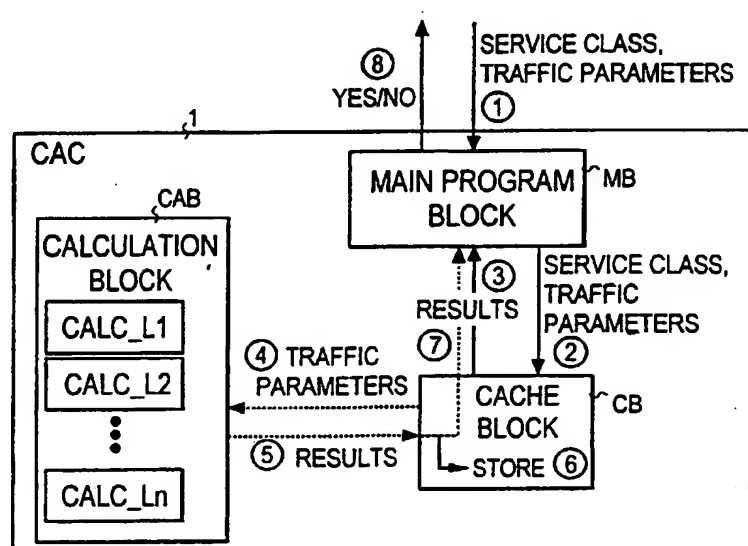 ⑧
YES/NO
SERVICE CLASS,
TRAFFIC PARAMETERS
①
1
CAC
MAIN PROGRAM
BLOCK
MB
CAB
CALCULATION
BLOCK
CALC_L1
CALC_L2
CALC_Ln
③
RESULTS
⑦
SERVICE CLASS,
TRAFFIC
PARAMETERS
②
④ TRAFFIC
PARAMETERS
⑤ RESULTS
CACHE
BLOCK
CB
STORE ⑥